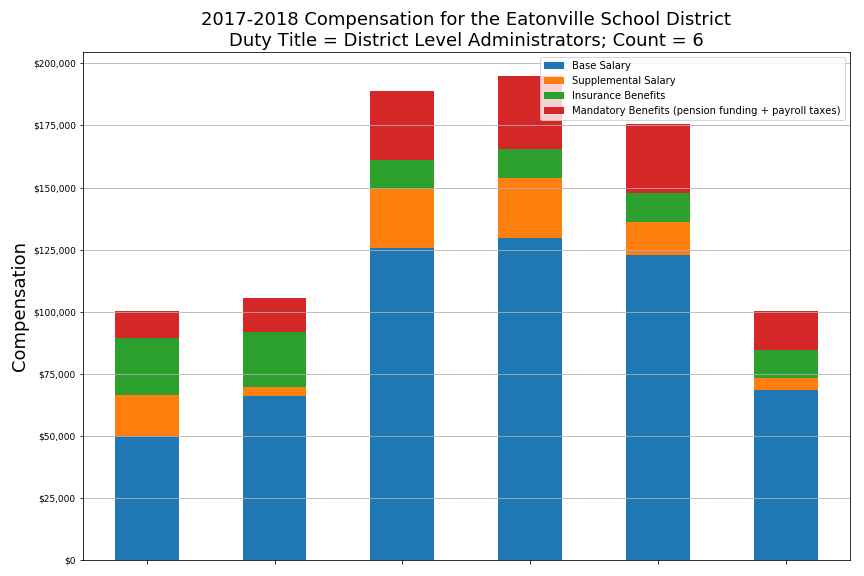 2017-2018 Compensation for the Eatonville School District
Duty Title = District Level Administrators; Count = 6
Base Salary
Supplemental Salary
Insurance Benefits
Mandatory Benefits (pension funding + payroll taxes)
Compensation
$200,000
$175,000
$150,000
$125,000
$100,000
$75,000
$50,000
$25,000
$0